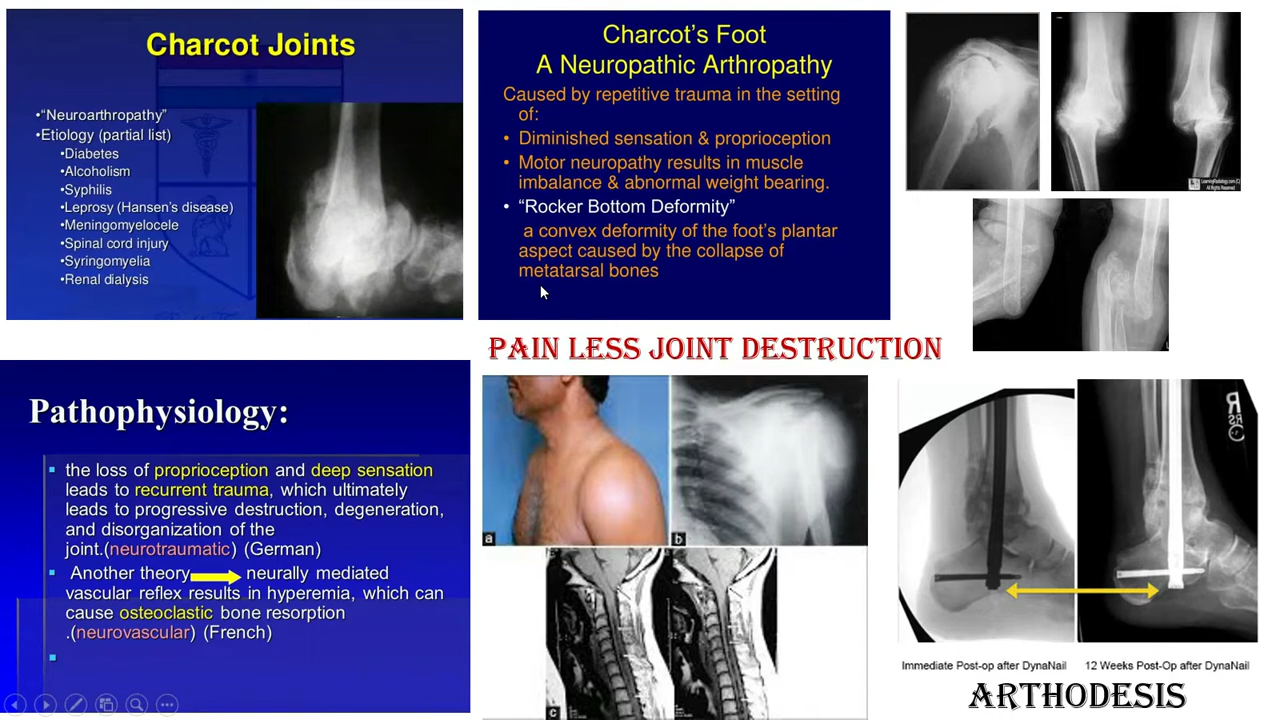 Charcot Joints
•"Neuroarthropathy"
•Etiology (partial list)
•Diabetes
•Alcoholism
•Syphilis
•Leprosy (Hansen's disease)
•Meningomyelocele
•Spinal cord injury
•Syringomyelia
•Renal dialysis
Charcot's Foot
A Neuropathic Arthropathy
Caused by repetitive trauma in the setting
of:
• Diminished sensation & proprioception
• Motor neuropathy results in muscle
imbalance & abnormal weight bearing.
• "Rocker Bottom Deformity"
a convex deformity of the foot's plantar
aspect caused by the collapse of
metatarsal bones
LearningRadiology.com (C)
All Rights Reserved
PAIN LESS JOINT DESTRUCTION
Pathophysiology:
the loss of proprioception and deep sensation
leads to recurrent trauma, which ultimately
leads to progressive destruction, degeneration,
and disorganization of the
joint.(neurotraumatic) (German)
Another theory neurally mediated
vascular reflex results in hyperemia, which can
cause osteoclastic bone resorption
.(neurovascular) (French)
a
b
c
R
RS
Immediate Post-op after DynaNail
12 Weeks Post-Op after DynaNail
ARTHODESIS